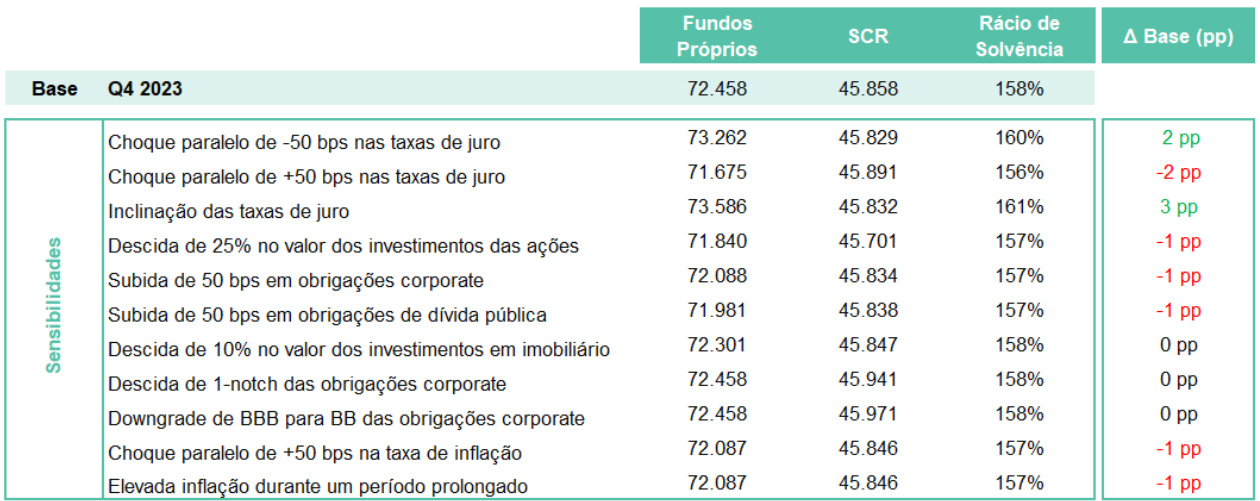 Fundos Próprios SCR Rácio de Solvência Δ Base (pp)
Base Q4 2023 72.458 45.858 158%
Sensibilidades
Choque paralelo de -50 bps nas taxas de juro 73.262 45.829 160% 2 pp
Choque paralelo de +50 bps nas taxas de juro 71.675 45.891 156% -2 pp
Inclinação das taxas de juro 73.586 45.832 161% 3 pp
Descida de 25% no valor dos investimentos das ações 71.840 45.701 157% -1 pp
Subida de 50 bps em obrigações corporate 72.088 45.834 157% -1 pp
Subida de 50 bps em obrigações de dívida pública 71.981 45.838 157% -1 pp
Descida de 10% no valor dos investimentos em imobiliário 72.301 45.847 158% 0 pp
Descida de 1-notch das obrigações corporate 72.458 45.941 158% 0 pp
Downgrade de BBB para BB das obrigações corporate 72.458 45.971 158% 0 pp
Choque paralelo de +50 bps na taxa de inflação 72.087 45.846 157% -1 pp
Elevada inflação durante um período prolongado 72.087 45.846 157% -1 pp